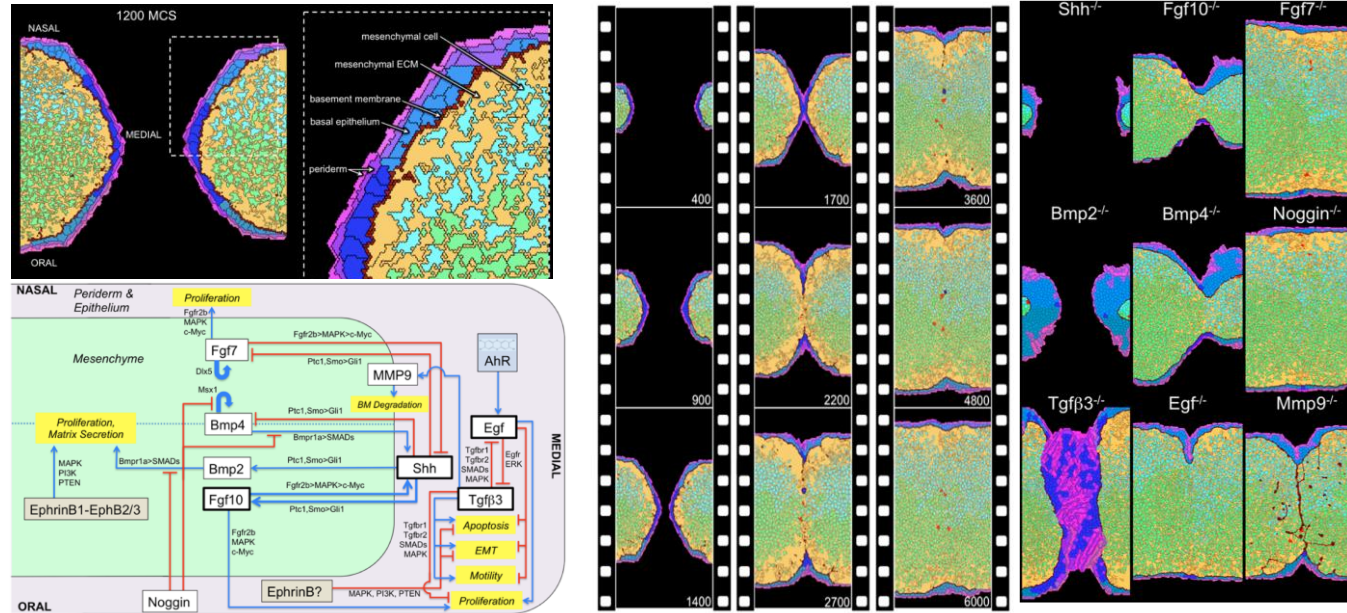 1200 MCS
NASAL
MEDIAL
ORAL
mesenchymal cell
mesenchymal ECM
basement membrane
basal epithelium
periderm
NASAL
Periderm &
Epithelium
Proliferation
Fgfr2b
MAPK
c-Myc
Fgfr2b>MAPK>c-Myc
Fgf7
Ptc1,Smo>Gli1
Mesenchyme
Dlx5
MMP9
AhR
Msx1
BM Degradation
Ptc1,Smo>Gli1
Proliferation,
Matrix Secretion
Bmp4
Bmpr1a>SMADs
Egf
MEDIAL
Bmpr1a>SMADs
Bmp2
Ptc1,Smo>Gli1
Shh
Tgfbr1
Tgfbr2
SMADs
MAPK
Egfr
ERK
MAPK
PI3K
PTEN
Fgfr2b>MAPK>c-Myc
Fgf10
Ptc1,Smo>Gli1
Tgfβ3
EphrinB1-EphB2/3
Fgfr2b
MAPK
c-Myc
Tgfbr1
Tgfbr2
SMADs
MAPK
Apoptosis
EMT
Motility
EphrinB?
MAPK, PI3K, PTEN
Proliferation
Noggin
ORAL
400
900
1400
1700
2200
2700
3600
4800
6000
Shh-/-
Fgf10-/-
Fgf7-/-
Bmp2-/-
Bmp4-/-
Noggin-/-
Tgfβ3-/-
Egf-/-
Mmp9-/-